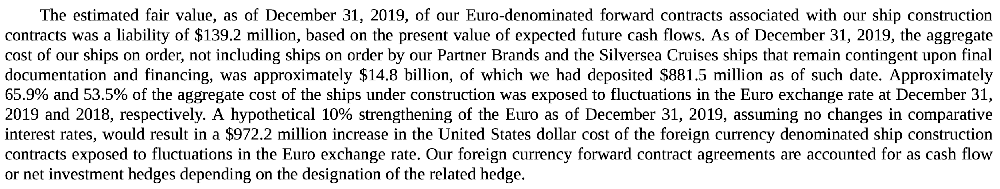 The estimated fair value, as of December 31, 2019, of our Euro-denominated forward contracts associated with our ship construction
contracts was a liability of $139.2 million, based on the present value of expected future cash flows. As of December 31, 2019, the aggregate
cost of our ships on order, not including ships on order by our Partner Brands and the Silversea Cruises ships that remain contingent upon final
documentation and financing, was approximately $14.8 billion, of which we had deposited $881.5 million as of such date. Approximately
65.9% and 53.5% of the aggregate cost of the ships under construction was exposed to fluctuations in the Euro exchange rate at December 31,
2019 and 2018, respectively. A hypothetical 10% strengthening of the Euro as of December 31, 2019, assuming no changes in comparative
interest rates, would result in a $972.2 million increase in the United States dollar cost of the foreign currency denominated ship construction
contracts exposed to fluctuations in the Euro exchange rate. Our foreign currency forward contract agreements are accounted for as cash flow
or net investment hedges depending on the designation of the related hedge.